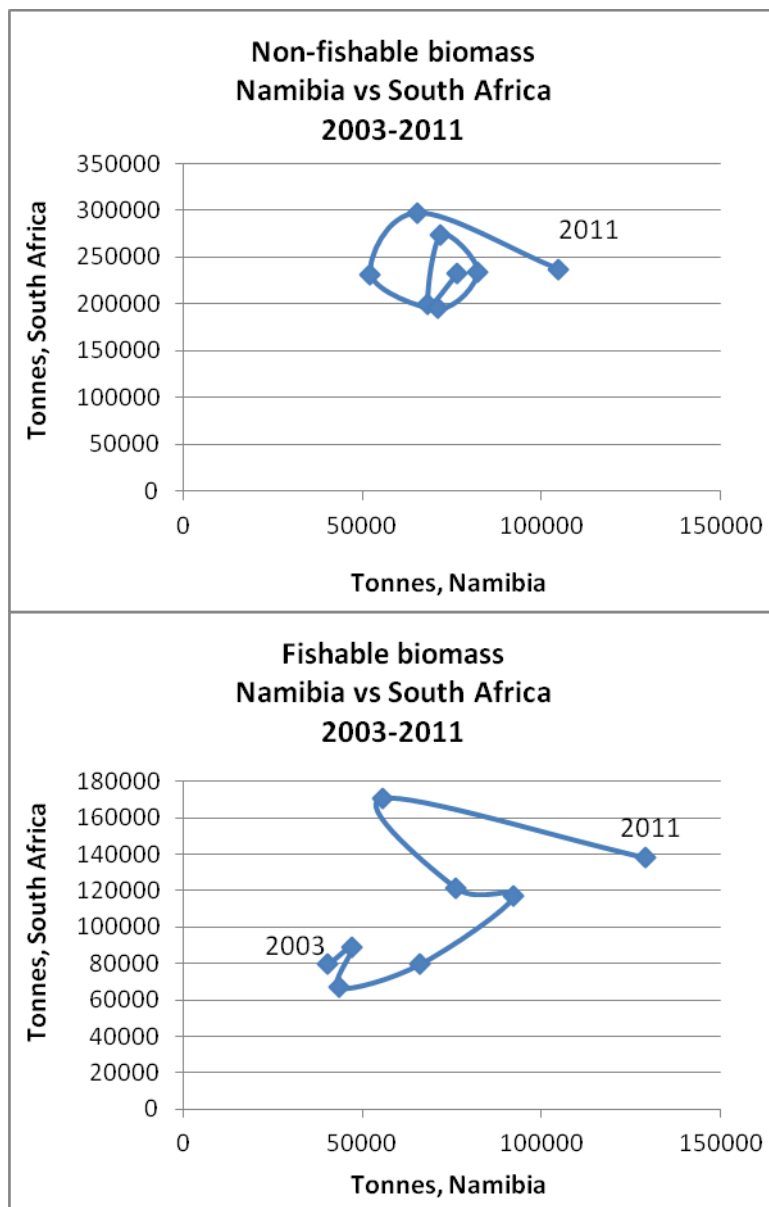 Non-fishable biomass
Namibia vs South Africa
2003-2011
350000
300000
250000
200000
150000
100000
50000
0
Tonnes, South Africa
2011
0 50000 100000 150000
Tonnes, Namibia
Fishable biomass
Namibia vs South Africa
2003-2011
180000
160000
140000
120000
100000
80000
60000
40000
20000
0
Tonnes, South Africa
2011
2003
0 50000 100000 150000
Tonnes, Namibia